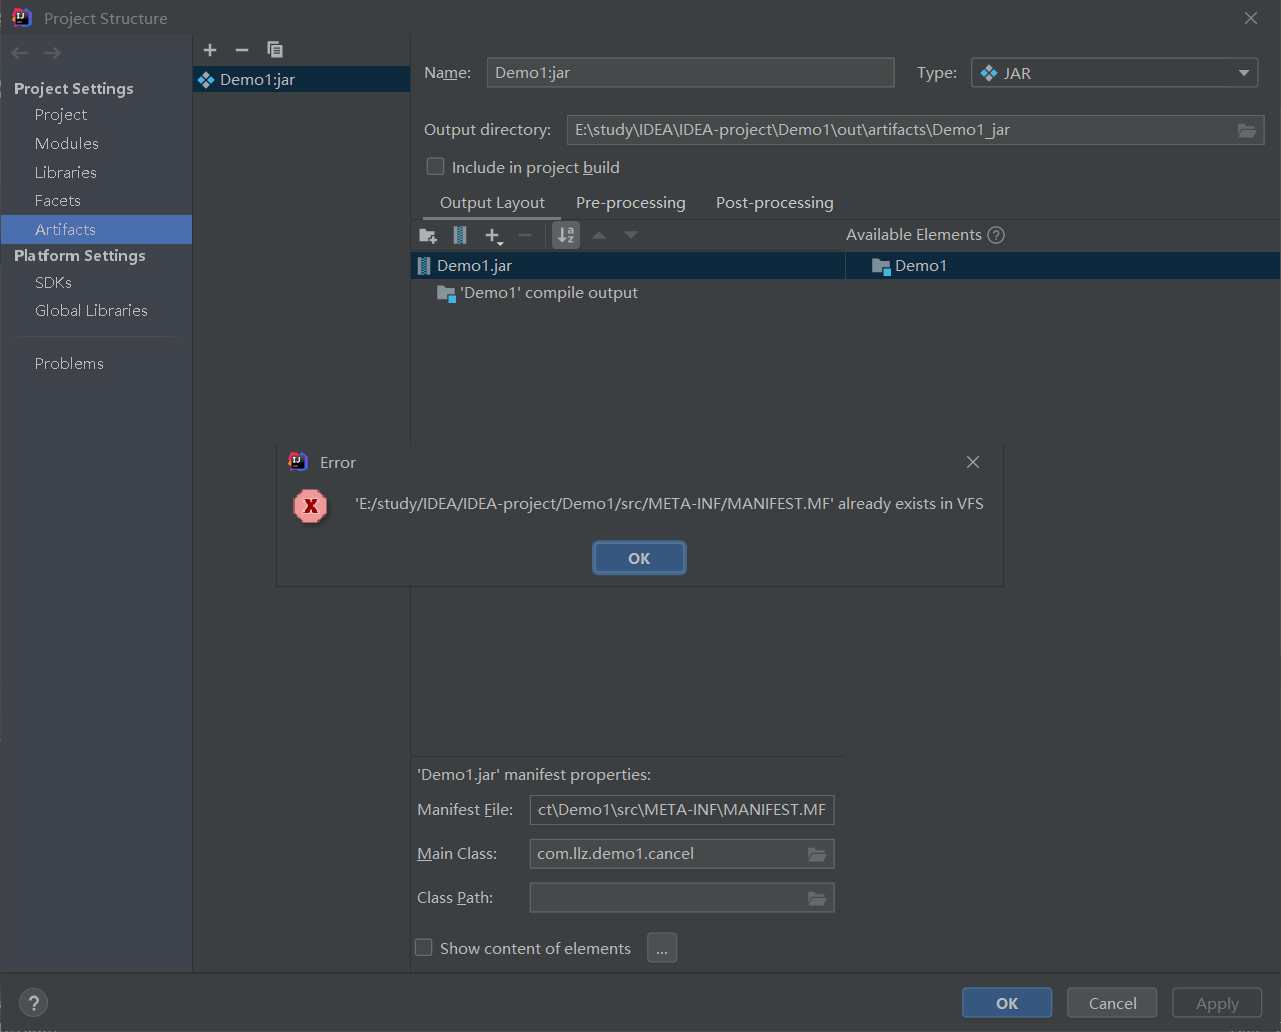 Project Structure
Project Settings
Project
Modules
Libraries
Facets
Artifacts
Platform Settings
SDKs
Global Libraries
Problems
Demo1:jar
Name: Demo1:jar Type: JAR
Output directory: E:\study\IDEA\IDEA-project\Demo1\out\artifacts\Demo1_jar
Include in project build
Output Layout Pre-processing Post-processing
Available Elements ?
Demo1.jar Demo1
'Demo1' compile output
Error
'E:/study/IDEA/IDEA-project/Demo1/src/META-INF/MANIFEST.MF' already exists in VFS
OK
'Demo1.jar' manifest properties:
Manifest File: ct\Demo1\src\META-INF\MANIFEST.MF
Main Class: com.llz.demo1.cancel
Class Path:
Show content of elements ...
? OK Cancel Apply